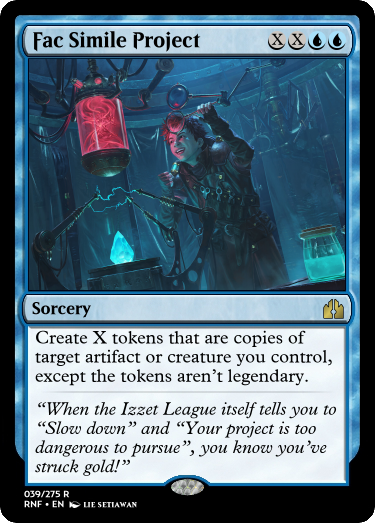 Fac Simile Project XX
Sorcery
Create X tokens that are copies of
target artifact or creature you control,
except the tokens aren't legendary.
“When the Izzet League itself tells you to
“Slow down” and “Your project is too
dangerous to pursue”, you know you've
struck gold!”
039/275 R
RNF • EN LIE SETIAWAN